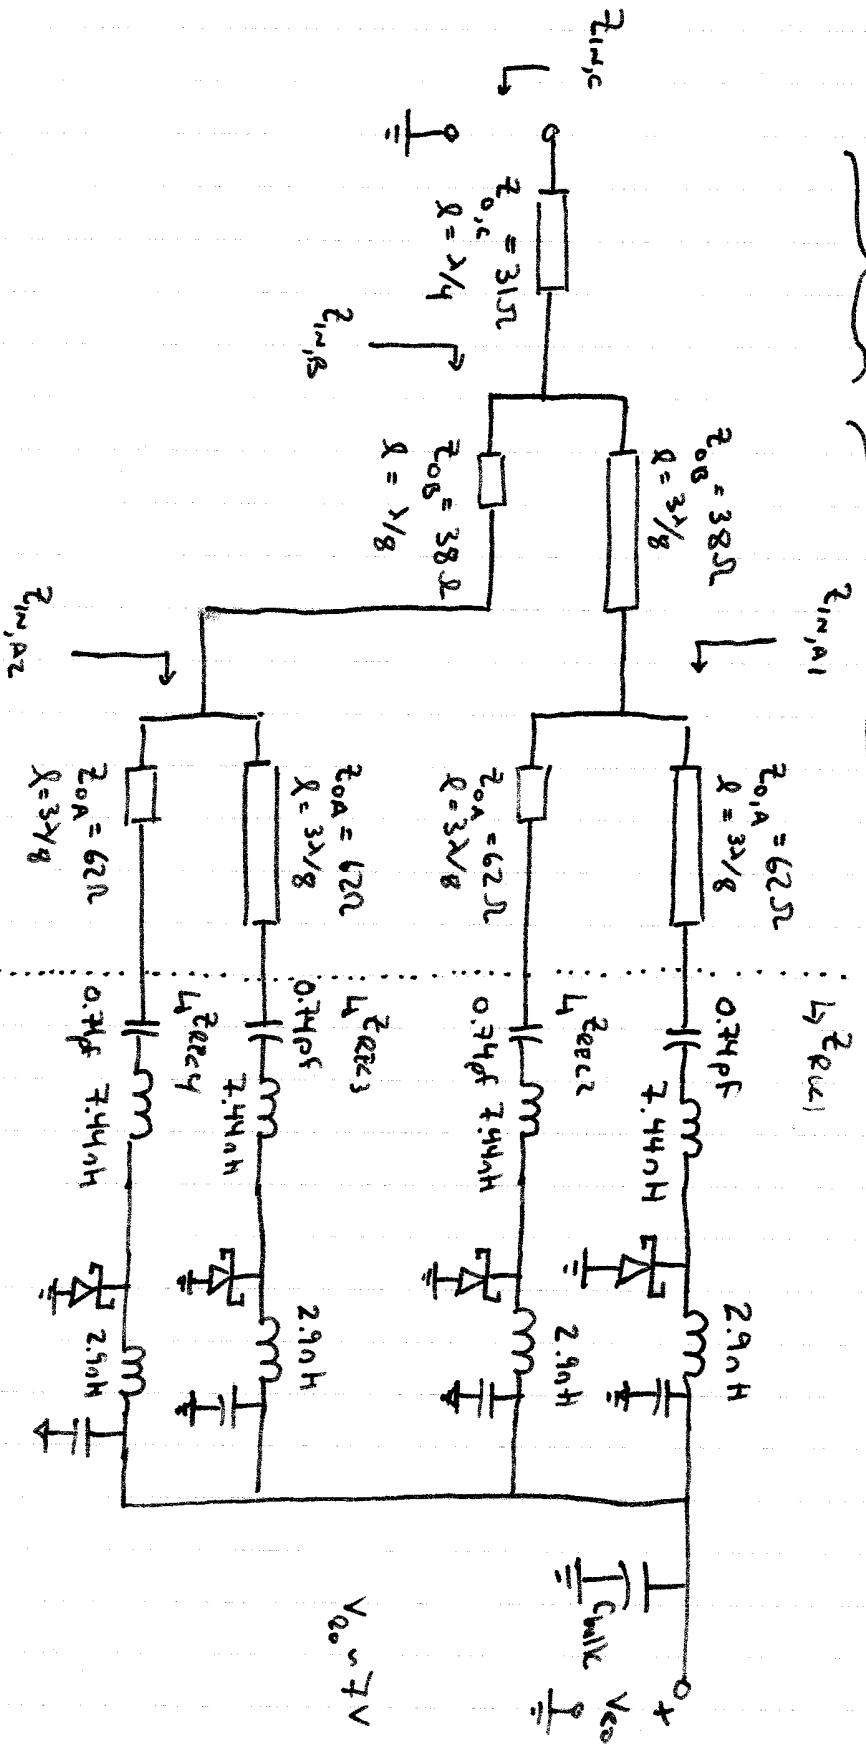 Z_IN,C
Z_0,C = 31Ω
ℓ = λ/4
Z_IN,B
Z_0B = 38Ω
ℓ = 3λ/8
Z_0B = 38Ω
ℓ = λ/8
Z_IN,A1
Z_IN,A2
Z_0,A = 62Ω
ℓ = 3λ/8
Z_0A = 62Ω
ℓ = 3λ/8
Z_0A = 62Ω
ℓ = 3λ/8
Z_0A = 62Ω
ℓ = 3λ/8
Z_REC1
0.74pF
7.44nH
2.9nH
Z_REC2
0.74pF
7.44nH
2.9nH
Z_REC3
0.74pF
7.44nH
2.9nH
Z_REC4
0.74pF
7.44nH
2.9nH
C_bulk
+
V_R0 ~ 7V